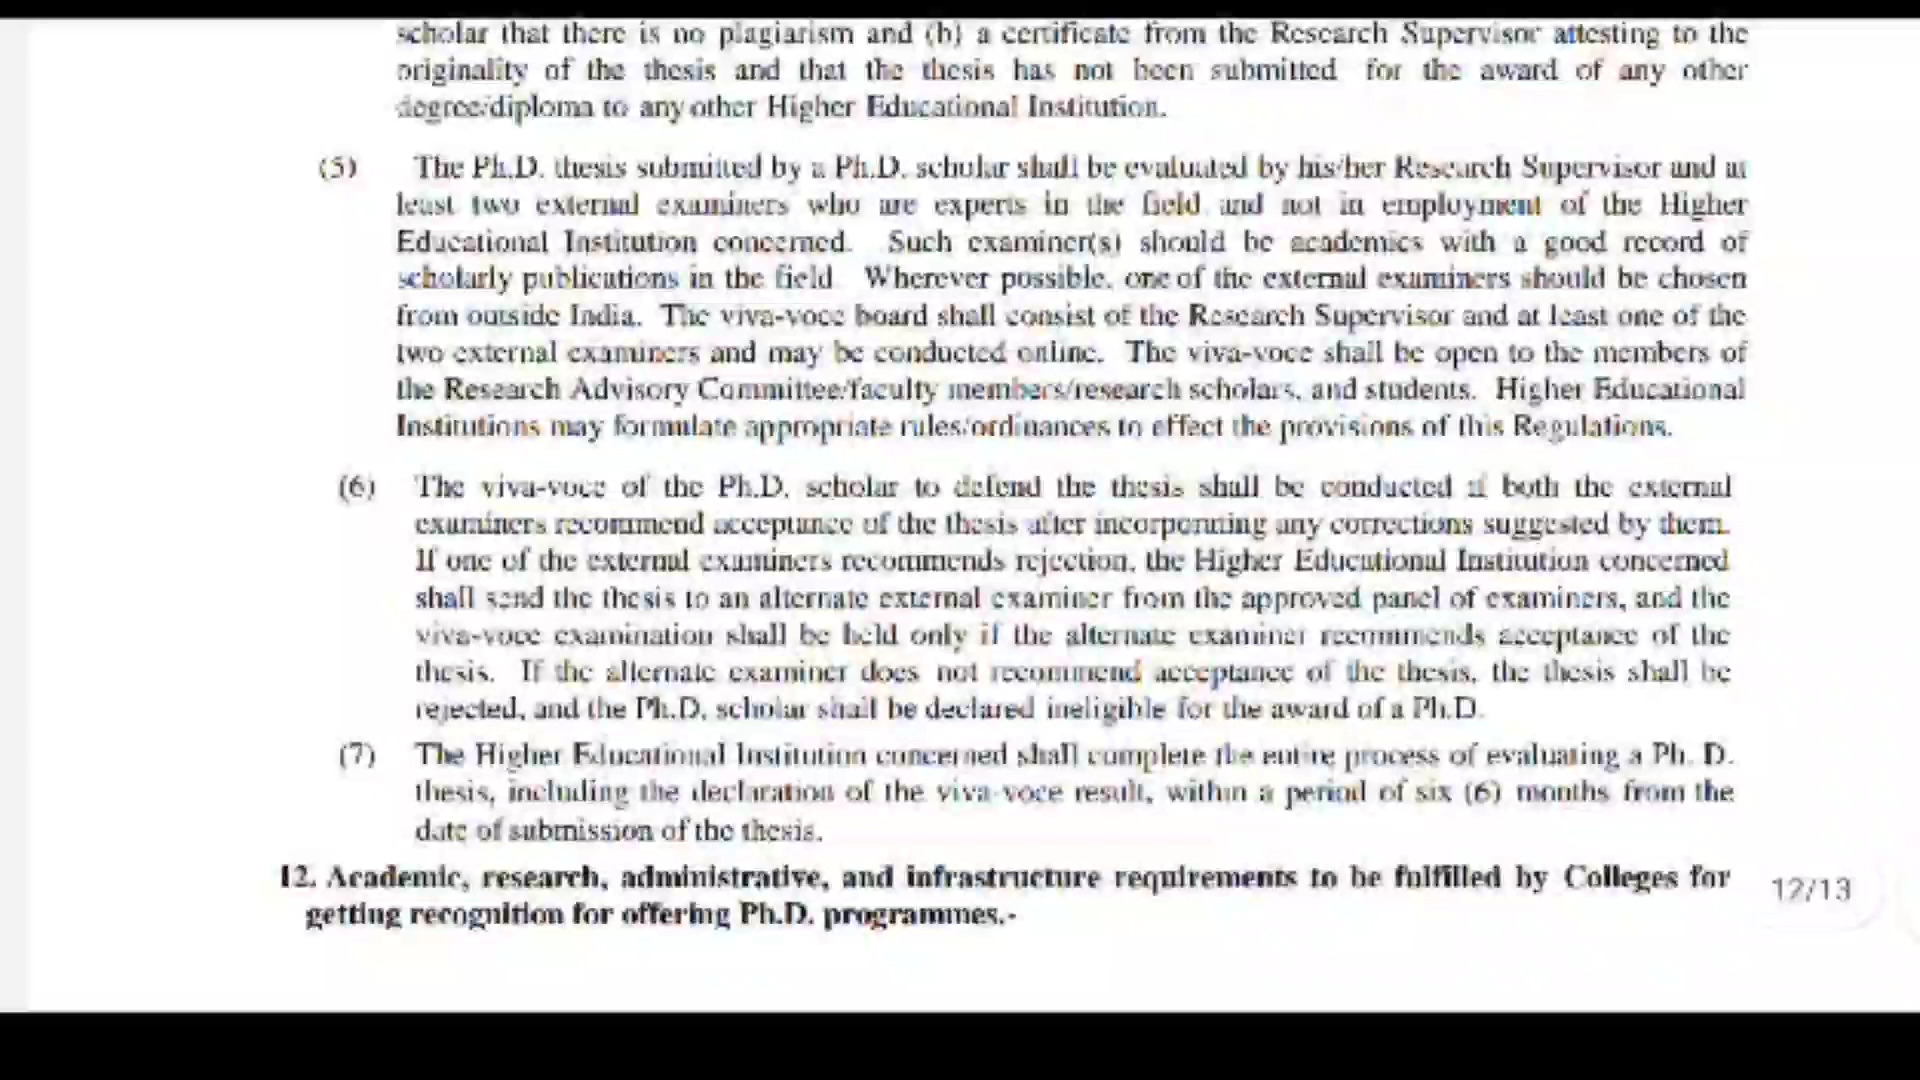 scholar that there is no plagiarism and (b) a certificate from the Research Supervisor attesting to the
originality of the thesis and that the thesis has not been submitted for the award of any other
degree/diploma to any other Higher Educational Institution.
(5) The Ph.D. thesis submitted by a Ph.D. scholar shall be evaluated by his/her Research Supervisor and at
least two external examiners who are experts in the field and not in employment of the Higher
Educational Institution concerned. Such examiner(s) should be academics with a good record of
scholarly publications in the field. Wherever possible, one of the external examiners should be chosen
from outside India. The viva-voce board shall consist of the Research Supervisor and at least one of the
two external examiners and may be conducted online. The viva-voce shall be open to the members of
the Research Advisory Committee/faculty members/research scholars, and students. Higher Educational
Institutions may formulate appropriate rules/ordinances to effect the provisions of this Regulations.
(6) The viva-voce of the Ph.D. scholar to defend the thesis shall be conducted if both the external
examiners recommend acceptance of the thesis after incorporating any corrections suggested by them.
If one of the external examiners recommends rejection, the Higher Educational Institution concerned
shall send the thesis to an alternate external examiner from the approved panel of examiners, and the
viva-voce examination shall be held only if the alternate examiner recommends acceptance of the
thesis. If the alternate examiner does not recommend acceptance of the thesis, the thesis shall be
rejected, and the Ph.D. scholar shall be declared ineligible for the award of a Ph.D.
(7) The Higher Educational Institution concerned shall complete the entire process of evaluating a Ph. D.
thesis, including the declaration of the viva-voce result, within a period of six (6) months from the
date of submission of the thesis.
12. Academic, research, administrative, and infrastructure requirements to be fulfilled by Colleges for
getting recognition for offering Ph.D. programmes.-
12/13